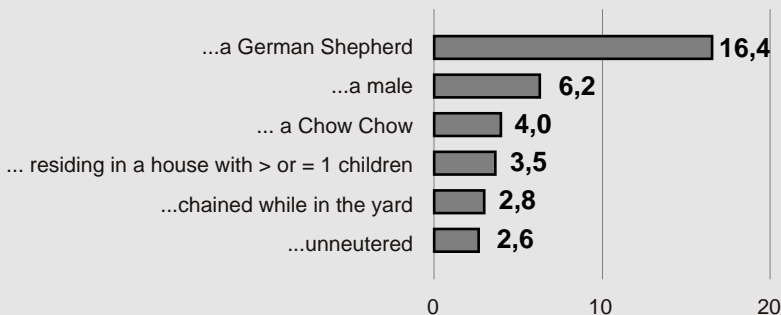 ...a German Shepherd 16,4
...a male 6,2
... a Chow Chow 4,0
... residing in a house with > or = 1 children 3,5
...chained while in the yard 2,8
...unneutered 2,6
0 10 20